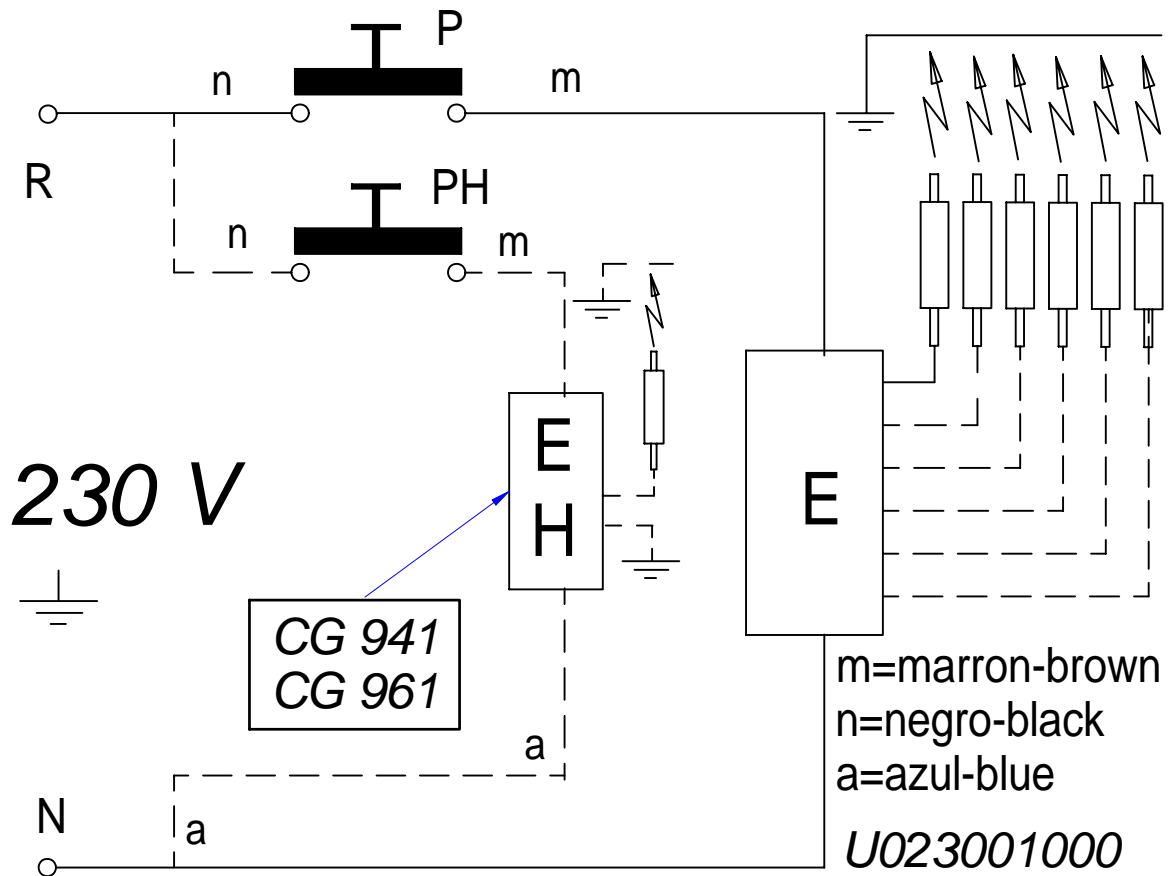 P
n
m
R
PH
n
m
230 V
E
H
E
CG 941
CG 961
m=marron-brown
n=negro-black
a=azul-blue
a
N
a
U023001000